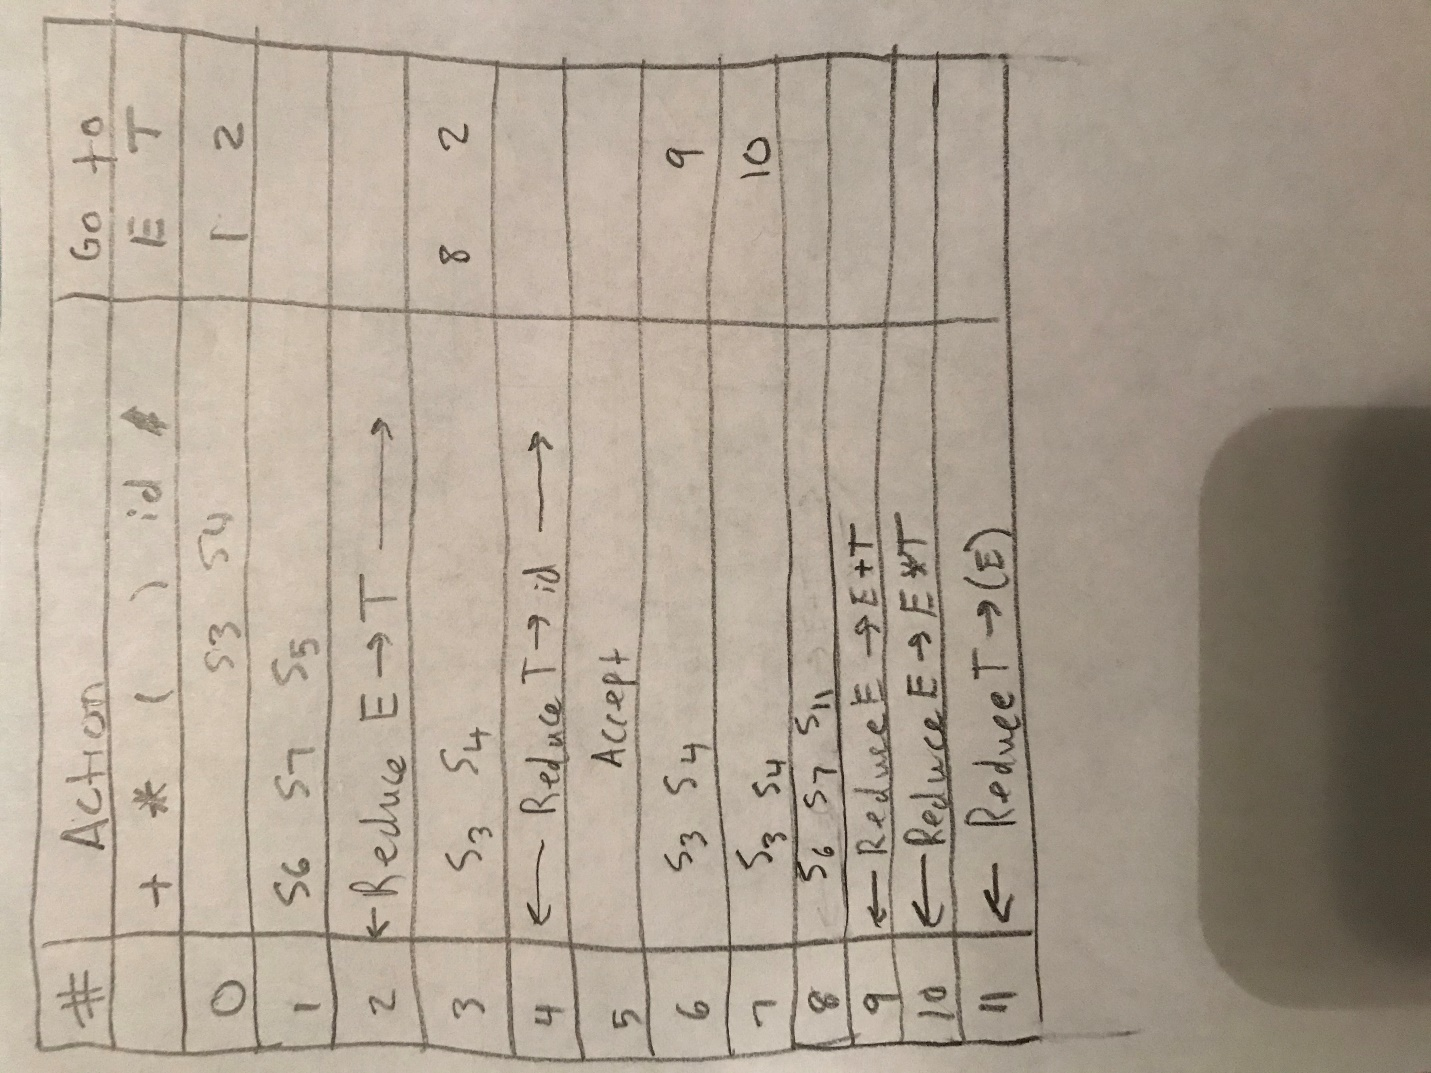 # Action Go to
+ * ( ) id $ E T
0 S3 S4 1 2
1 S6 S7 S5
2 ← Reduce E → T →
3 S3 S4 8 2
4 ← Reduce T → id →
5 Accept
6 S3 S4 9
7 S3 S4 10
8 S6 S7 S11
9 ← Reduce E → E + T
10 ← Reduce E → E * T
11 ← Reduce T → (E)